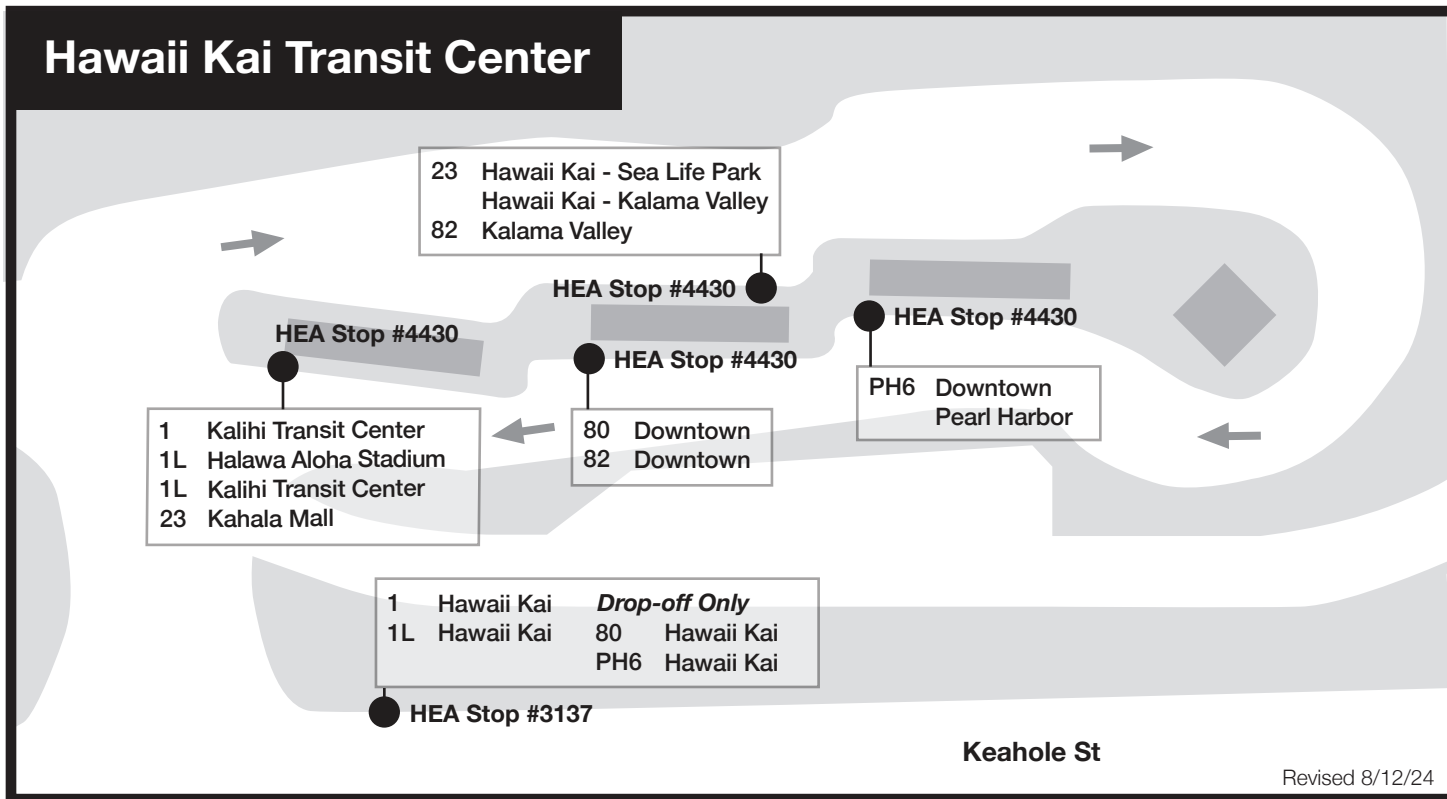 Hawaii Kai Transit Center
23 Hawaii Kai - Sea Life Park
Hawaii Kai - Kalama Valley
82 Kalama Valley
HEA Stop #4430
HEA Stop #4430
1 Kalihi Transit Center
1L Halawa Aloha Stadium
1L Kalihi Transit Center
23 Kahala Mall
HEA Stop #4430
80 Downtown
82 Downtown
HEA Stop #4430
PH6 Downtown
Pearl Harbor
1 Hawaii Kai Drop-off Only
1L Hawaii Kai 80 Hawaii Kai
PH6 Hawaii Kai
HEA Stop #3137
Keahole St
Revised 8/12/24